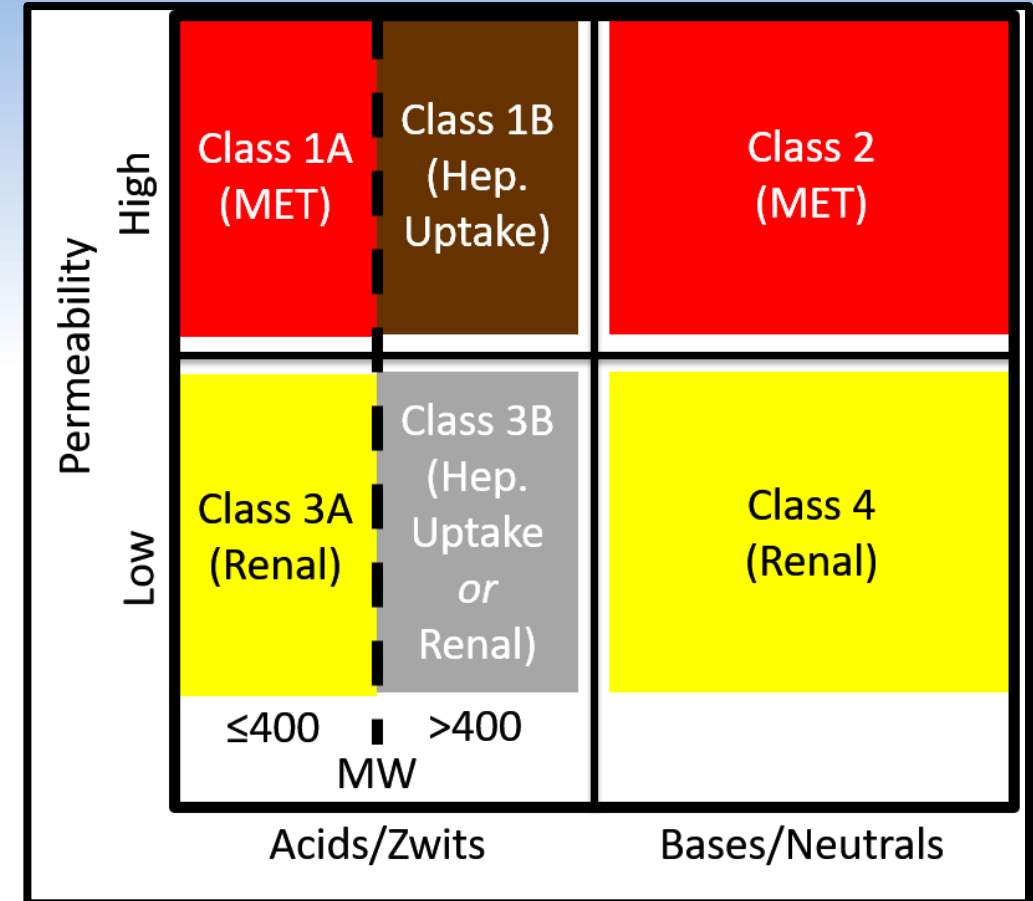 Permeability
High
Low
Class 1A
(MET)
Class 1B
(Hep.
Uptake)
Class 2
(MET)
Class 3A
(Renal)
Class 3B
(Hep.
Uptake
or
Renal)
Class 4
(Renal)
≤400
>400
MW
Acids/Zwits
Bases/Neutrals